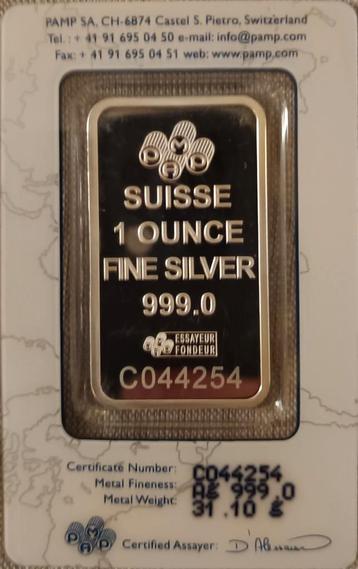 PAMP SA, CH-6874 Castel S. Pietro, Switzerland
Tel.: + 41 91 695 04 50 e-mail: info@pamp.com
Fax: + 41 91 695 04 51 web: www.pamp.com
PAMP
SUISSE
1 OUNCE
FINE SILVER
999.0
PAMP ESSAYEUR
FONDEUR
C044254
Certificate Number: C044254
Metal Fineness: Ag 999.0
Metal Weight: 31.10 g
PAMP Certified Assayer: